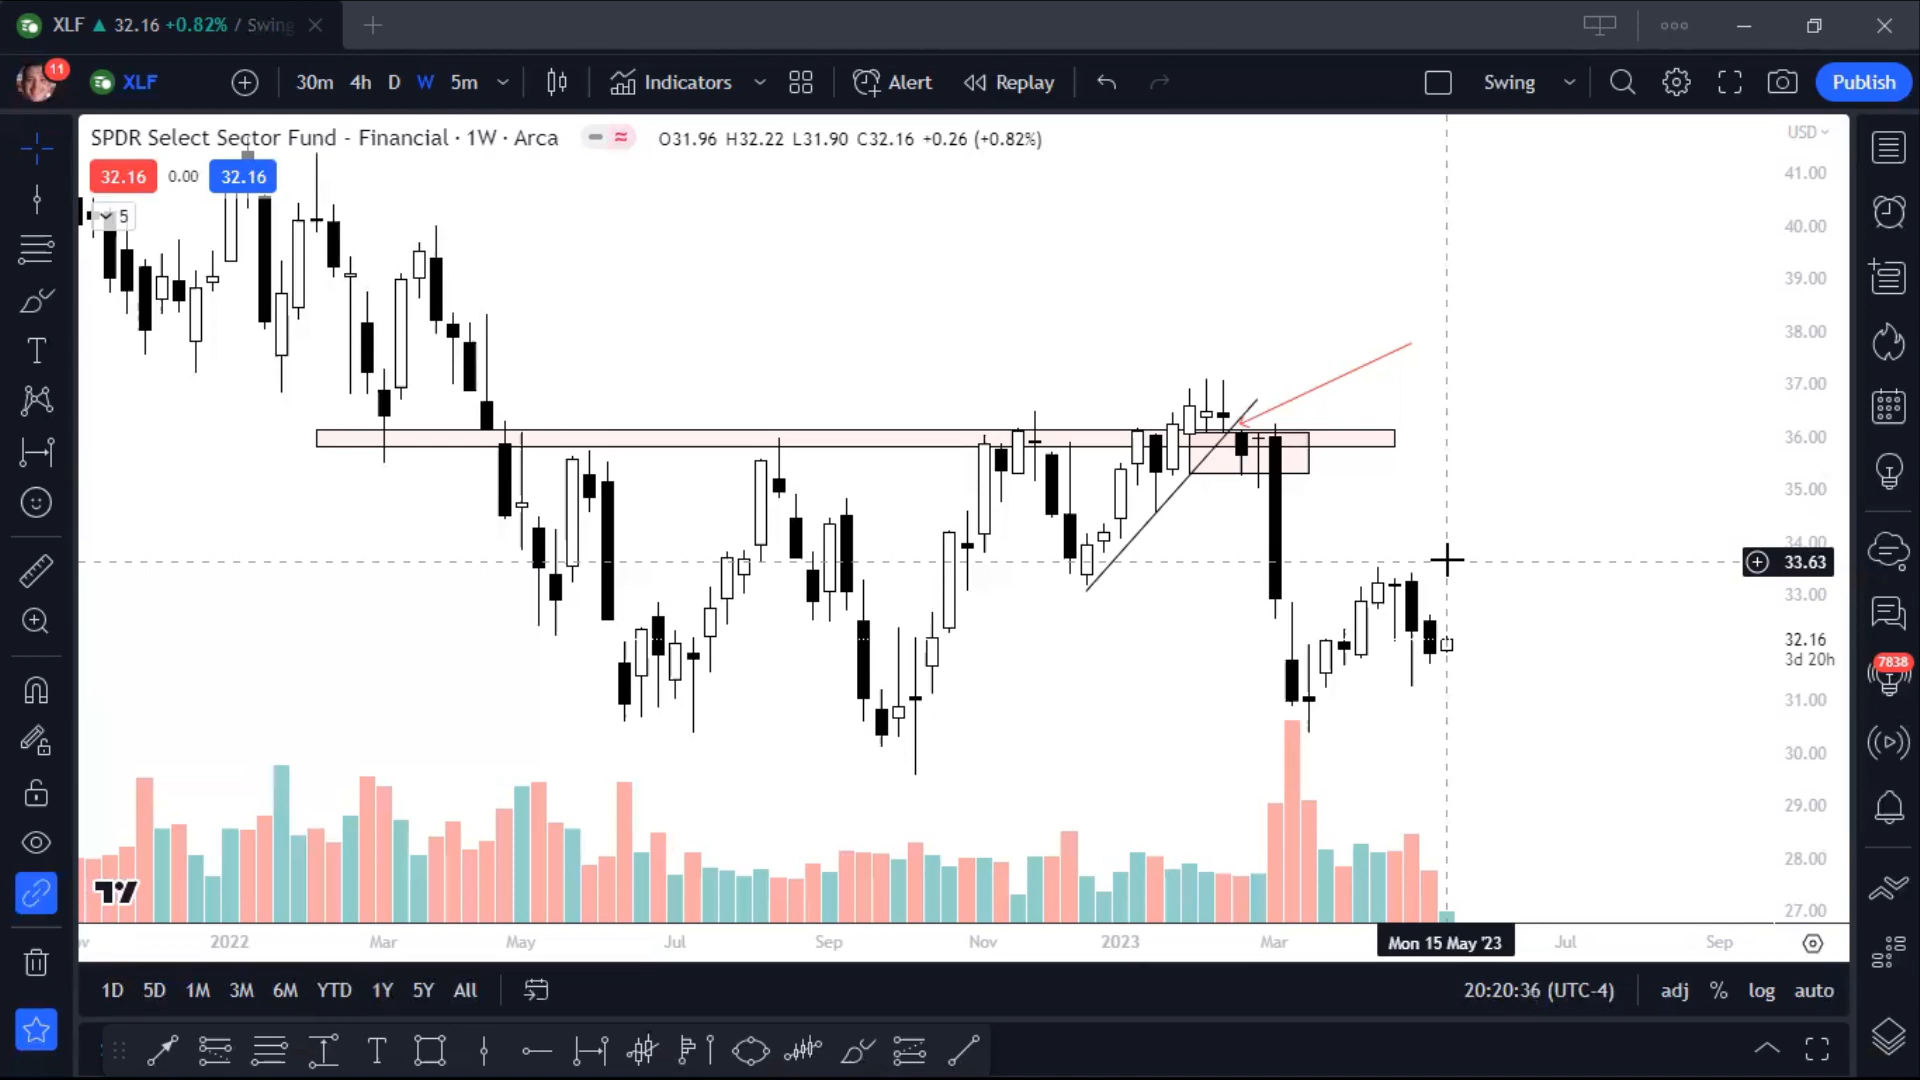 XLF ▲ 32.16 +0.82% / Swing
11
XLF 30m 4h D W 5m Indicators Alert Replay Swing Publish
SPDR Select Sector Fund - Financial · 1W · Arca O31.96 H32.22 L31.90 C32.16 +0.26 (+0.82%)
USD
32.16 0.00 32.16
5
41.00
40.00
39.00
38.00
37.00
36.00
35.00
34.00
33.63
33.00
32.16
3d 20h
31.00
30.00
29.00
28.00
27.00
7838
2022 Mar May Jul Sep Nov 2023 Mar Mon 15 May '23 Jul Sep
1D 5D 1M 3M 6M YTD 1Y 5Y All 20:20:36 (UTC-4) adj % log auto